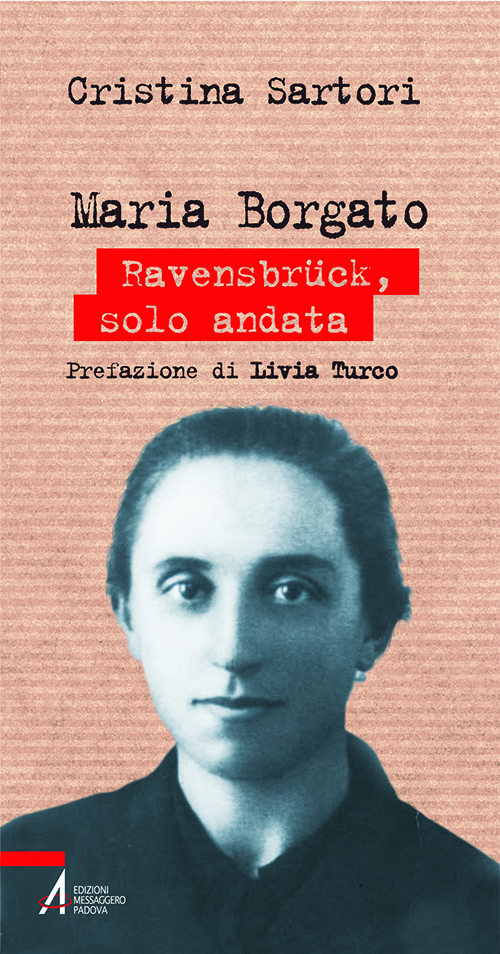 Cristina Sartori
Maria Borgato
Ravensbrück,
solo andata
Prefazione di Livia Turco
EDIZIONI
MESSAGGERO
PADOVA